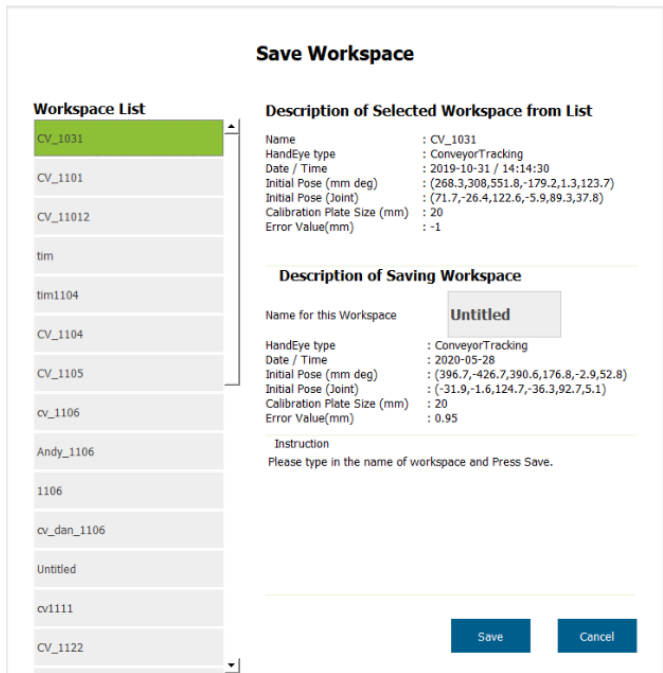 Save Workspace
Workspace List
CV_1031
CV_1101
CV_11012
tim
tim1104
CV_1104
CV_1105
cv_1106
Andy_1106
1106
cv_dan_1106
Untitled
cv1111
CV_1122
Description of Selected Workspace from List
Name : CV_1031
HandEye type : ConveyorTracking
Date / Time : 2019-10-31 / 14:14:30
Initial Pose (mm deg) : (268.3,308,551.8,-179.2,1.3,123.7)
Initial Pose (Joint) : (71.7,-26.4,122.6,-5.9,89.3,37.8)
Calibration Plate Size (mm) : 20
Error Value(mm) : -1
Description of Saving Workspace
Name for this Workspace Untitled
HandEye type : ConveyorTracking
Date / Time : 2020-05-28
Initial Pose (mm deg) : (396.7,-426.7,390.6,176.8,-2.9,52.8)
Initial Pose (Joint) : (-31.9,-1.6,124.7,-36.3,92.7,5.1)
Calibration Plate Size (mm) : 20
Error Value(mm) : 0.95
Instruction
Please type in the name of workspace and Press Save.
Save Cancel